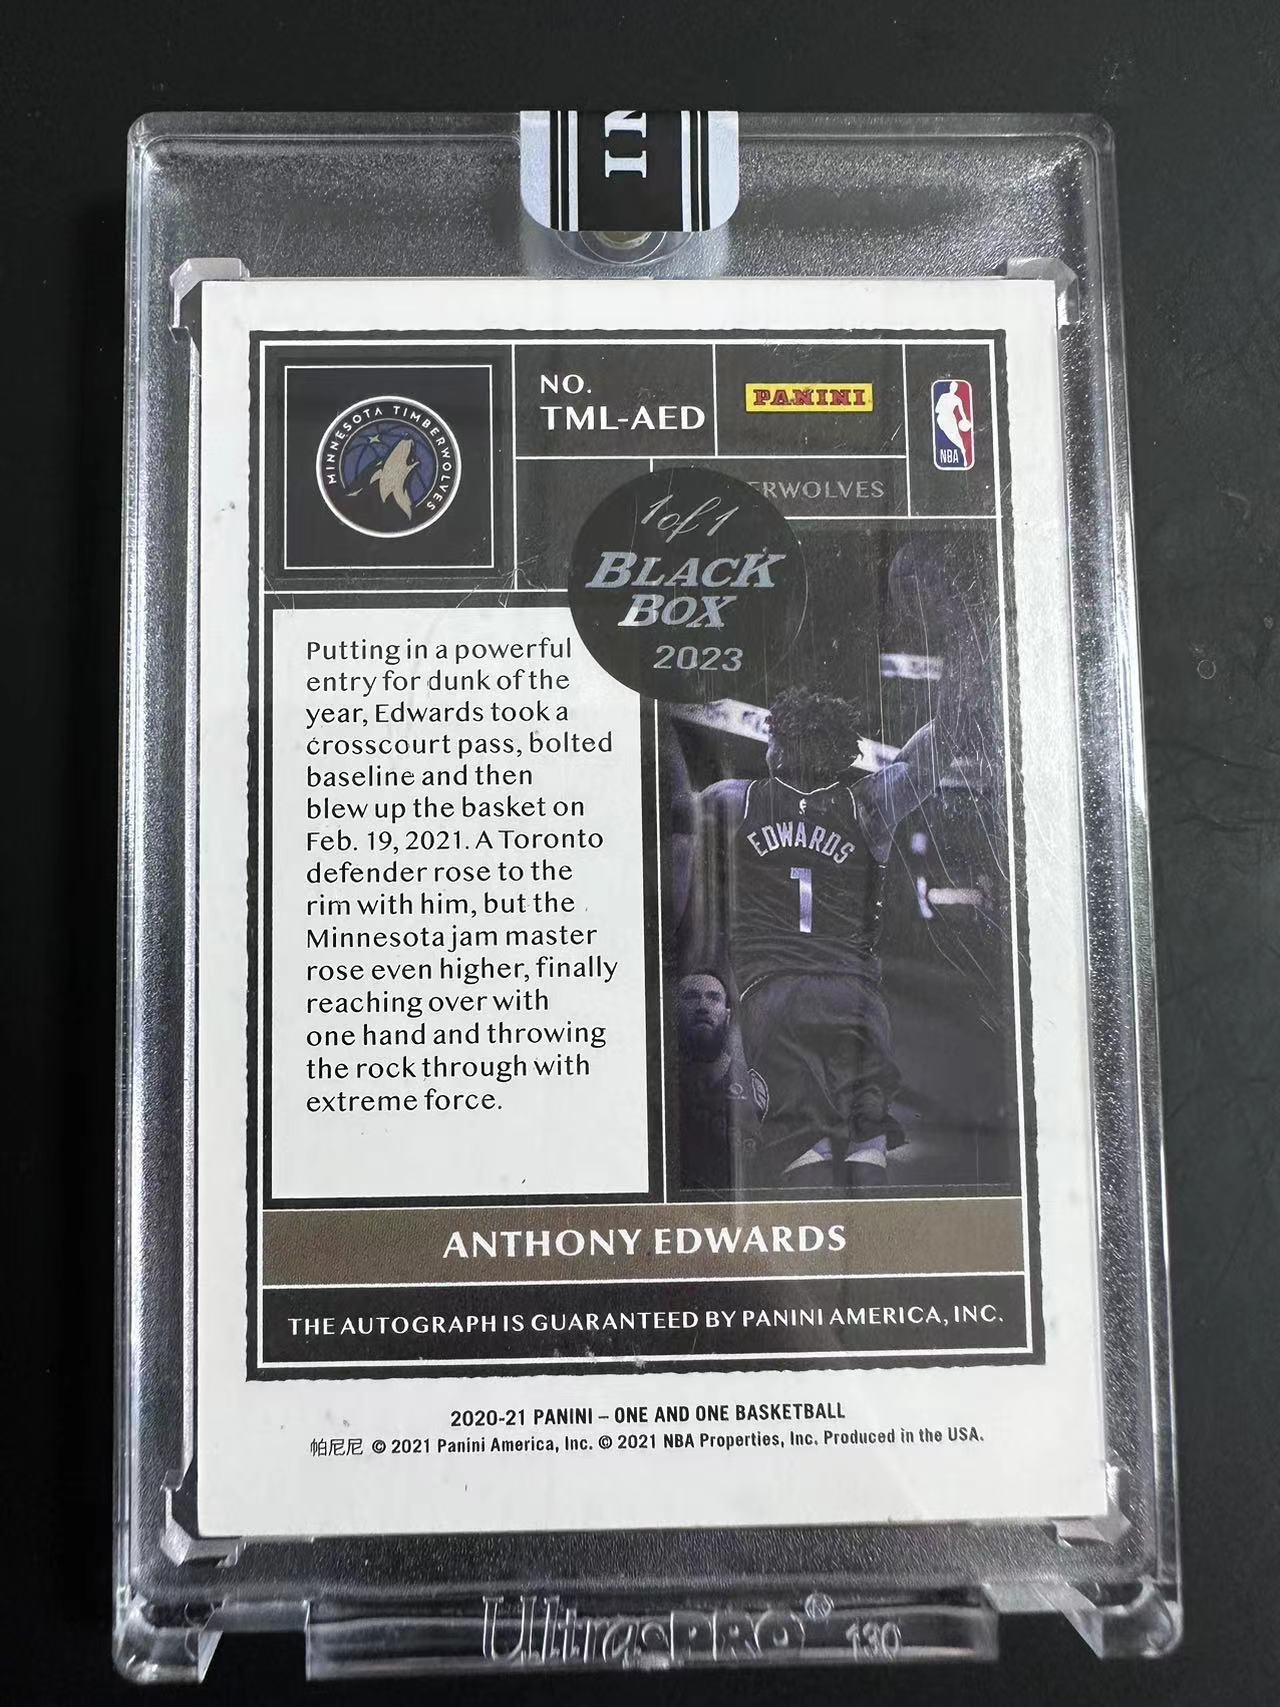 IN
MINNESOTA TIMBERWOLVES
NO.
TML-AED
PANINI
NBA
1 of 1
BLACK
BOX
2023
Putting in a powerful
entry for dunk of the
year, Edwards took a
crosscourt pass, bolted
baseline and then
blew up the basket on
Feb. 19, 2021. A Toronto
defender rose to the
rim with him, but the
Minnesota jam master
rose even higher, finally
reaching over with
one hand and throwing
the rock through with
extreme force.
EDWARDS
1
ANTHONY EDWARDS
THE AUTOGRAPH IS GUARANTEED BY PANINI AMERICA, INC.
2020-21 PANINI – ONE AND ONE BASKETBALL
帕尼尼 © 2021 Panini America, Inc. © 2021 NBA Properties, Inc. Produced in the USA.
Ultra PRO® 130